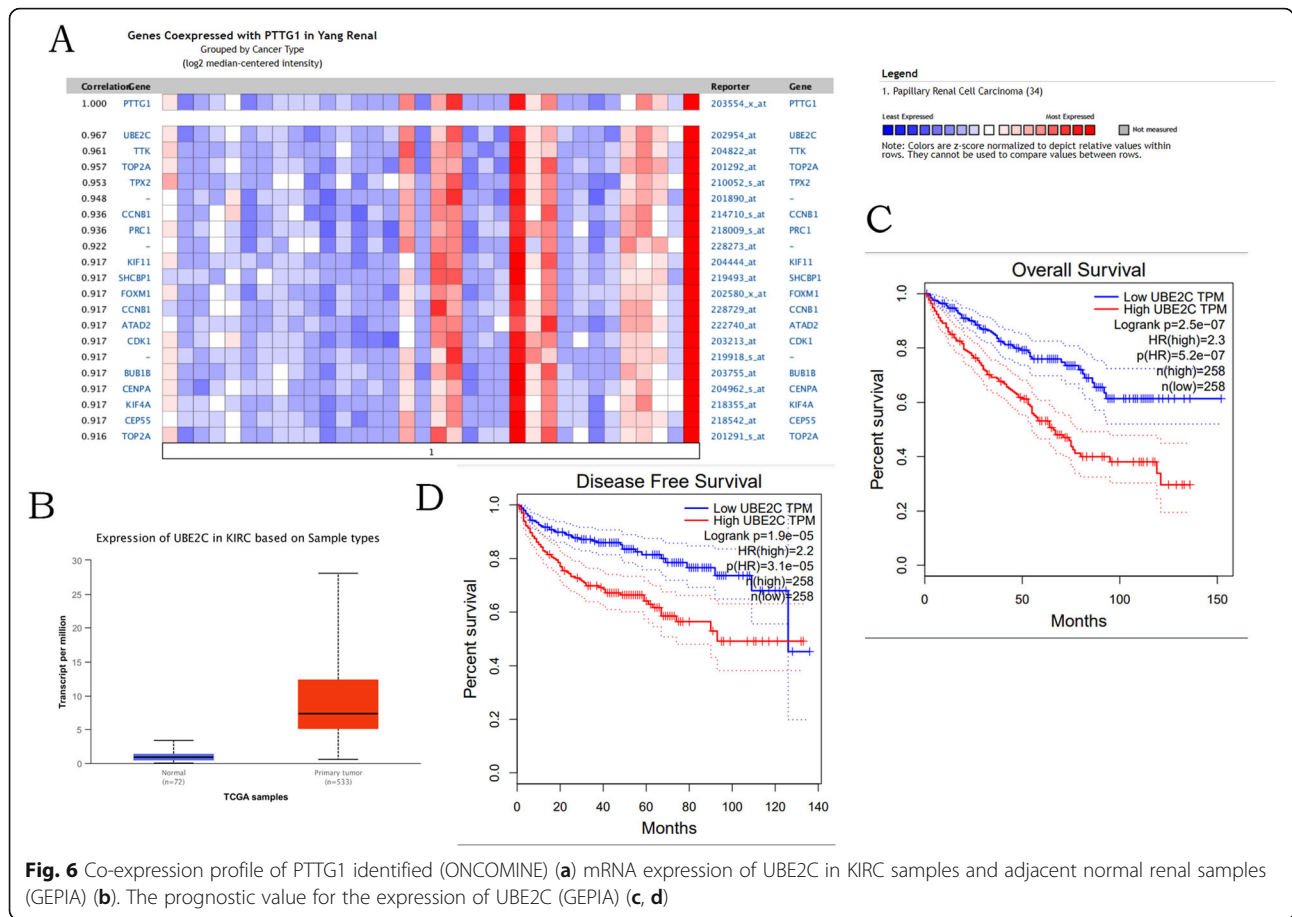 A
Genes Coexpressed with PTTG1 in Yang Renal
Grouped by Cancer Type
(log2 median-centered intensity)
CorrelationGene Reporter Gene
1.000 PTTG1 203554_x_at PTTG1
0.967 UBE2C 202954_at UBE2C
0.961 TTK 204822_at TTK
0.957 TOP2A 201292_at TOP2A
0.953 TPX2 210052_s_at TPX2
0.948 – 201890_at –
0.936 CCNB1 214710_s_at CCNB1
0.936 PRC1 218009_s_at PRC1
0.922 – 228273_at –
0.917 KIF11 204444_at KIF11
0.917 SHCBP1 219493_at SHCBP1
0.917 FOXM1 202580_x_at FOXM1
0.917 CCNB1 228729_at CCNB1
0.917 ATAD2 222740_at ATAD2
0.917 CDK1 203213_at CDK1
0.917 – 219918_s_at –
0.917 BUB1B 203755_at BUB1B
0.917 CENPA 204962_s_at CENPA
0.917 KIF4A 218355_at KIF4A
0.917 CEP55 218542_at CEP55
0.916 TOP2A 201291_s_at TOP2A
1
Legend
1. Papillary Renal Cell Carcinoma (34)
Least Expressed Most Expressed
Not measured
Note: Colors are z-score normalized to depict relative values within
rows. They cannot be used to compare values between rows.
B
Expression of UBE2C in KIRC based on Sample types
Transcript per million
30
25
20
15
10
5
0
Normal
(n=72)
Primary tumor
(n=533)
TCGA samples
C
Overall Survival
Low UBE2C TPM
High UBE2C TPM
Logrank p=2.5e−07
HR(high)=2.3
p(HR)=5.2e−07
n(high)=258
n(low)=258
Percent survival
1.0
0.8
0.6
0.4
0.2
0.0
0 50 100 150
Months
D
Disease Free Survival
Low UBE2C TPM
High UBE2C TPM
Logrank p=1.9e−05
HR(high)=2.2
p(HR)=3.1e−05
n(high)=258
n(low)=258
Percent survival
1.0
0.8
0.6
0.4
0.2
0.0
0 20 40 60 80 100 120 140
Months
Fig. 6 Co-expression profile of PTTG1 identified (ONCOMINE) (a) mRNA expression of UBE2C in KIRC samples and adjacent normal renal samples
(GEPIA) (b). The prognostic value for the expression of UBE2C (GEPIA) (c, d)